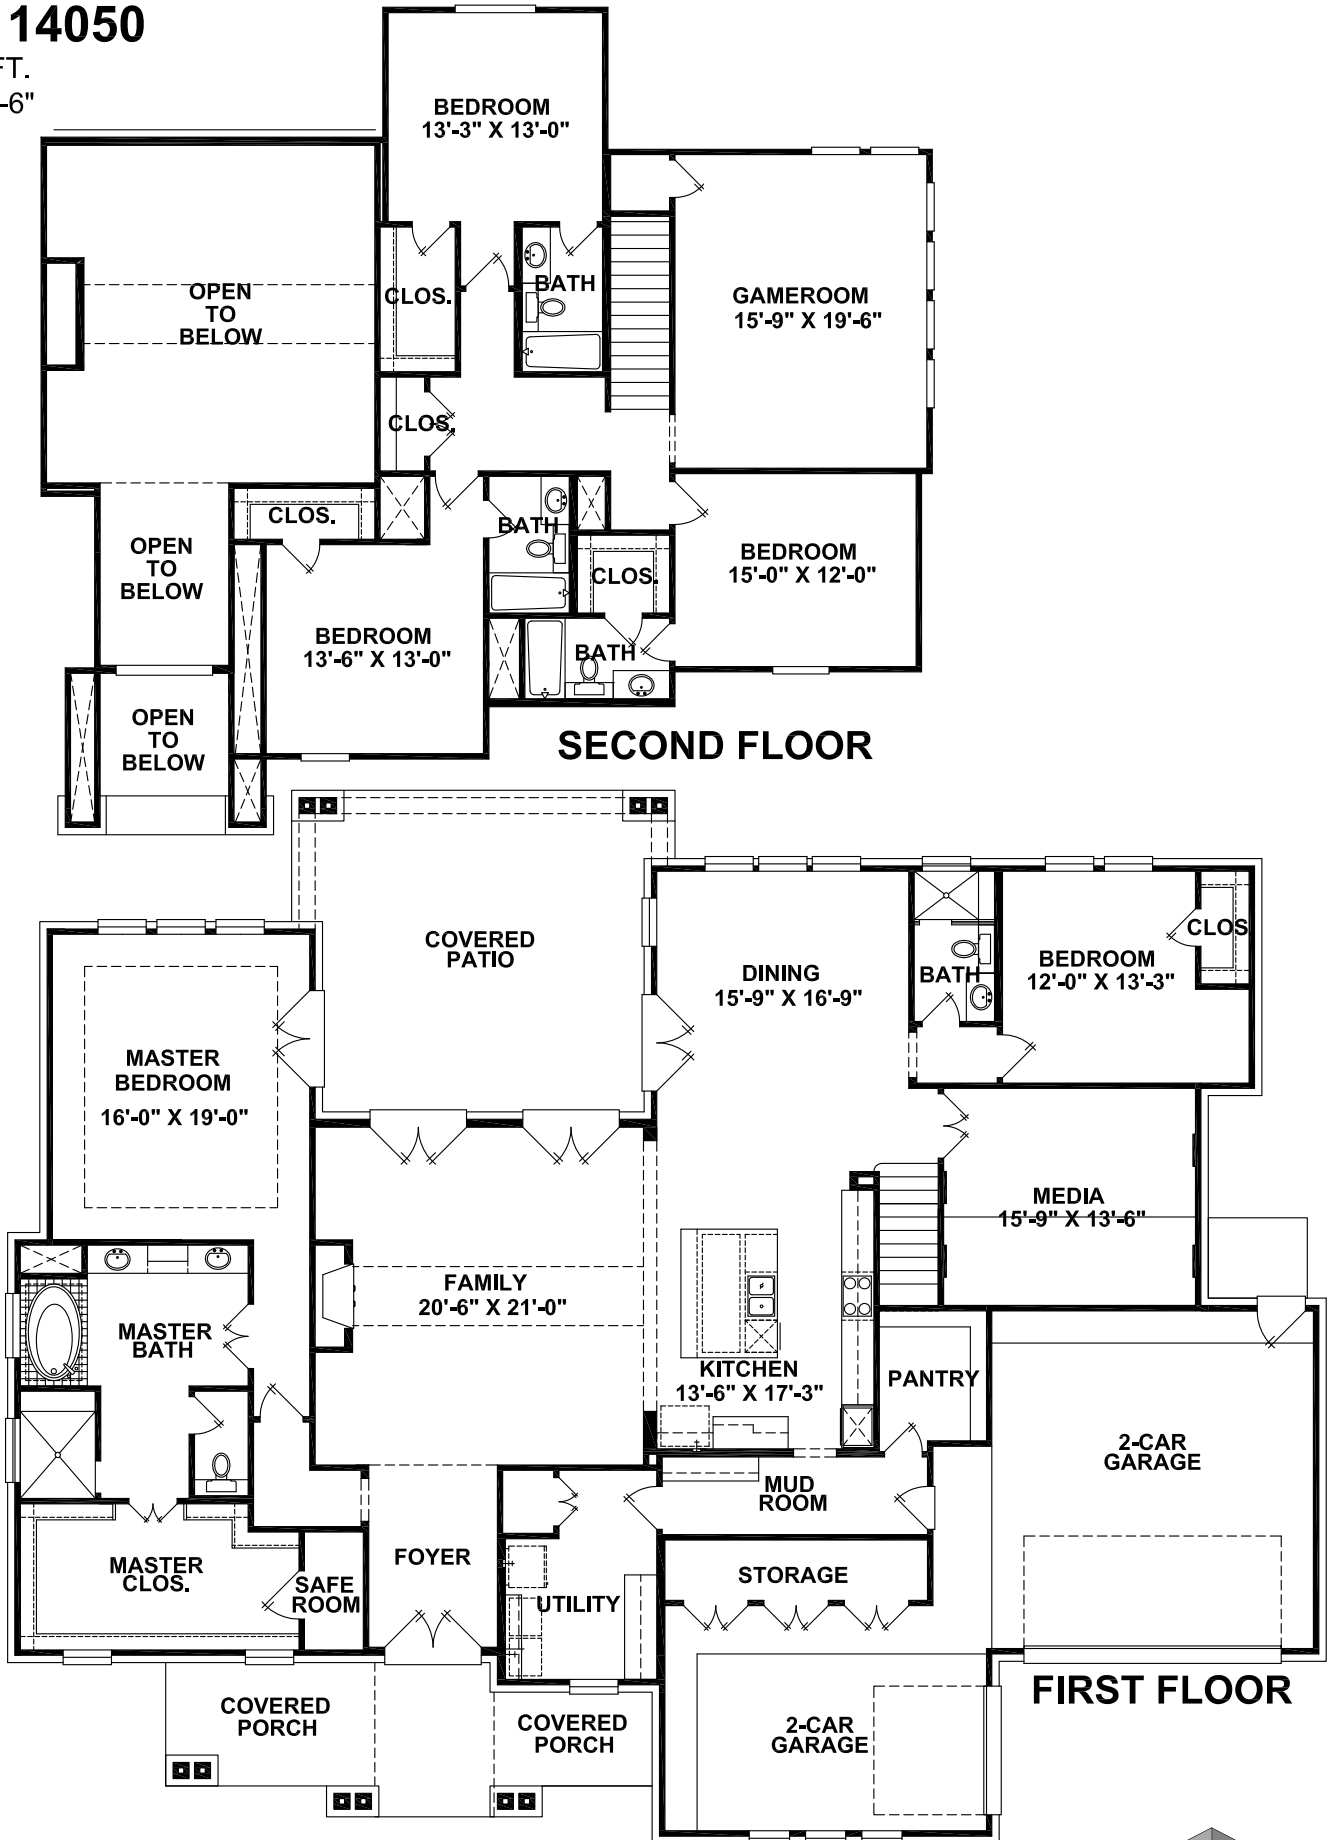 14050
FT.
-6"
BEDROOM
13'-3" X 13'-0"
OPEN
TO
BELOW
CLOS.
BATH
GAMEROOM
15'-9" X 19'-6"
CLOS.
CLOS.
BATH
OPEN
TO
BELOW
CLOS.
BEDROOM
15'-0" X 12'-0"
BEDROOM
13'-6" X 13'-0"
BATH
OPEN
TO
BELOW
SECOND FLOOR
COVERED
PATIO
DINING
15'-9" X 16'-9"
BATH
BEDROOM
12'-0" X 13'-3"
CLOS
MASTER
BEDROOM
16'-0" X 19'-0"
MEDIA
15'-9" X 13'-6"
FAMILY
20'-6" X 21'-0"
MASTER
BATH
KITCHEN
13'-6" X 17'-3"
PANTRY
2-CAR
GARAGE
MUD
ROOM
MASTER
CLOS.
SAFE
ROOM
FOYER
UTILITY
STORAGE
FIRST FLOOR
COVERED
PORCH
COVERED
PORCH
2-CAR
GARAGE